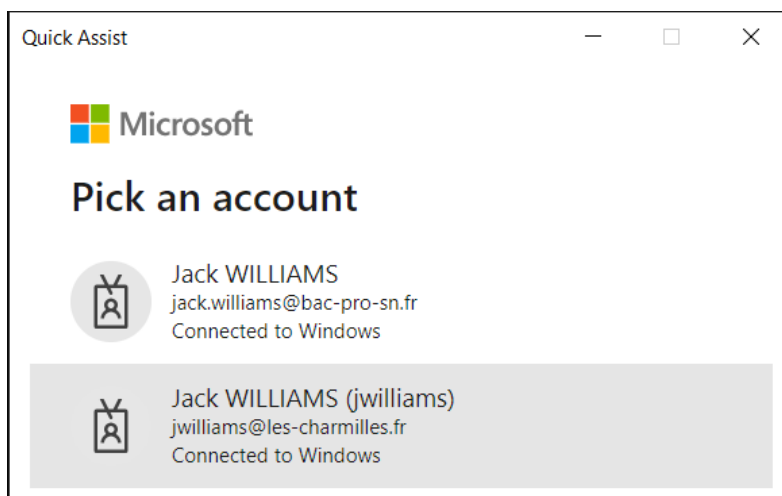 Quick Assist
Microsoft
Pick an account
Jack WILLIAMS
jack.williams@bac-pro-sn.fr
Connected to Windows
Jack WILLIAMS (jwilliams)
jwilliams@les-charmilles.fr
Connected to Windows